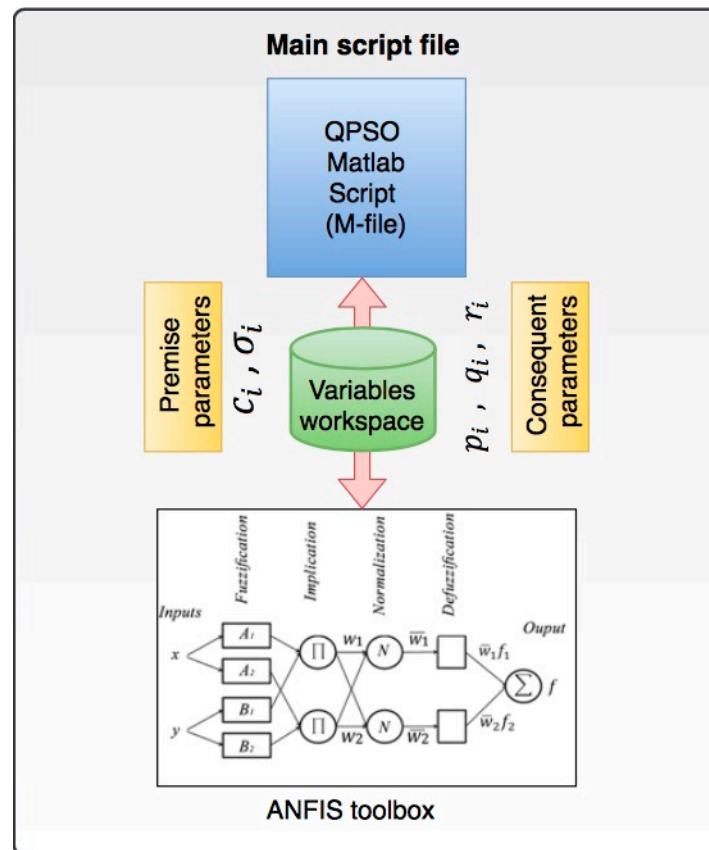 Main script file
QPSO
Matlab
Script
(M-file)
Premise
parameters
c_i , σ_i
Variables
workspace
p_i , q_i , r_i
Consequent
parameters
Fuzzification
Implication
Normalization
Defuzzification
Inputs
Ouput
x
y
A₁
A₂
B₁
B₂
∏
∏
w1
w2
N
N
w̅1
w̅2
w̅₁f₁
w̅₂f₂
∑
f
ANFIS toolbox